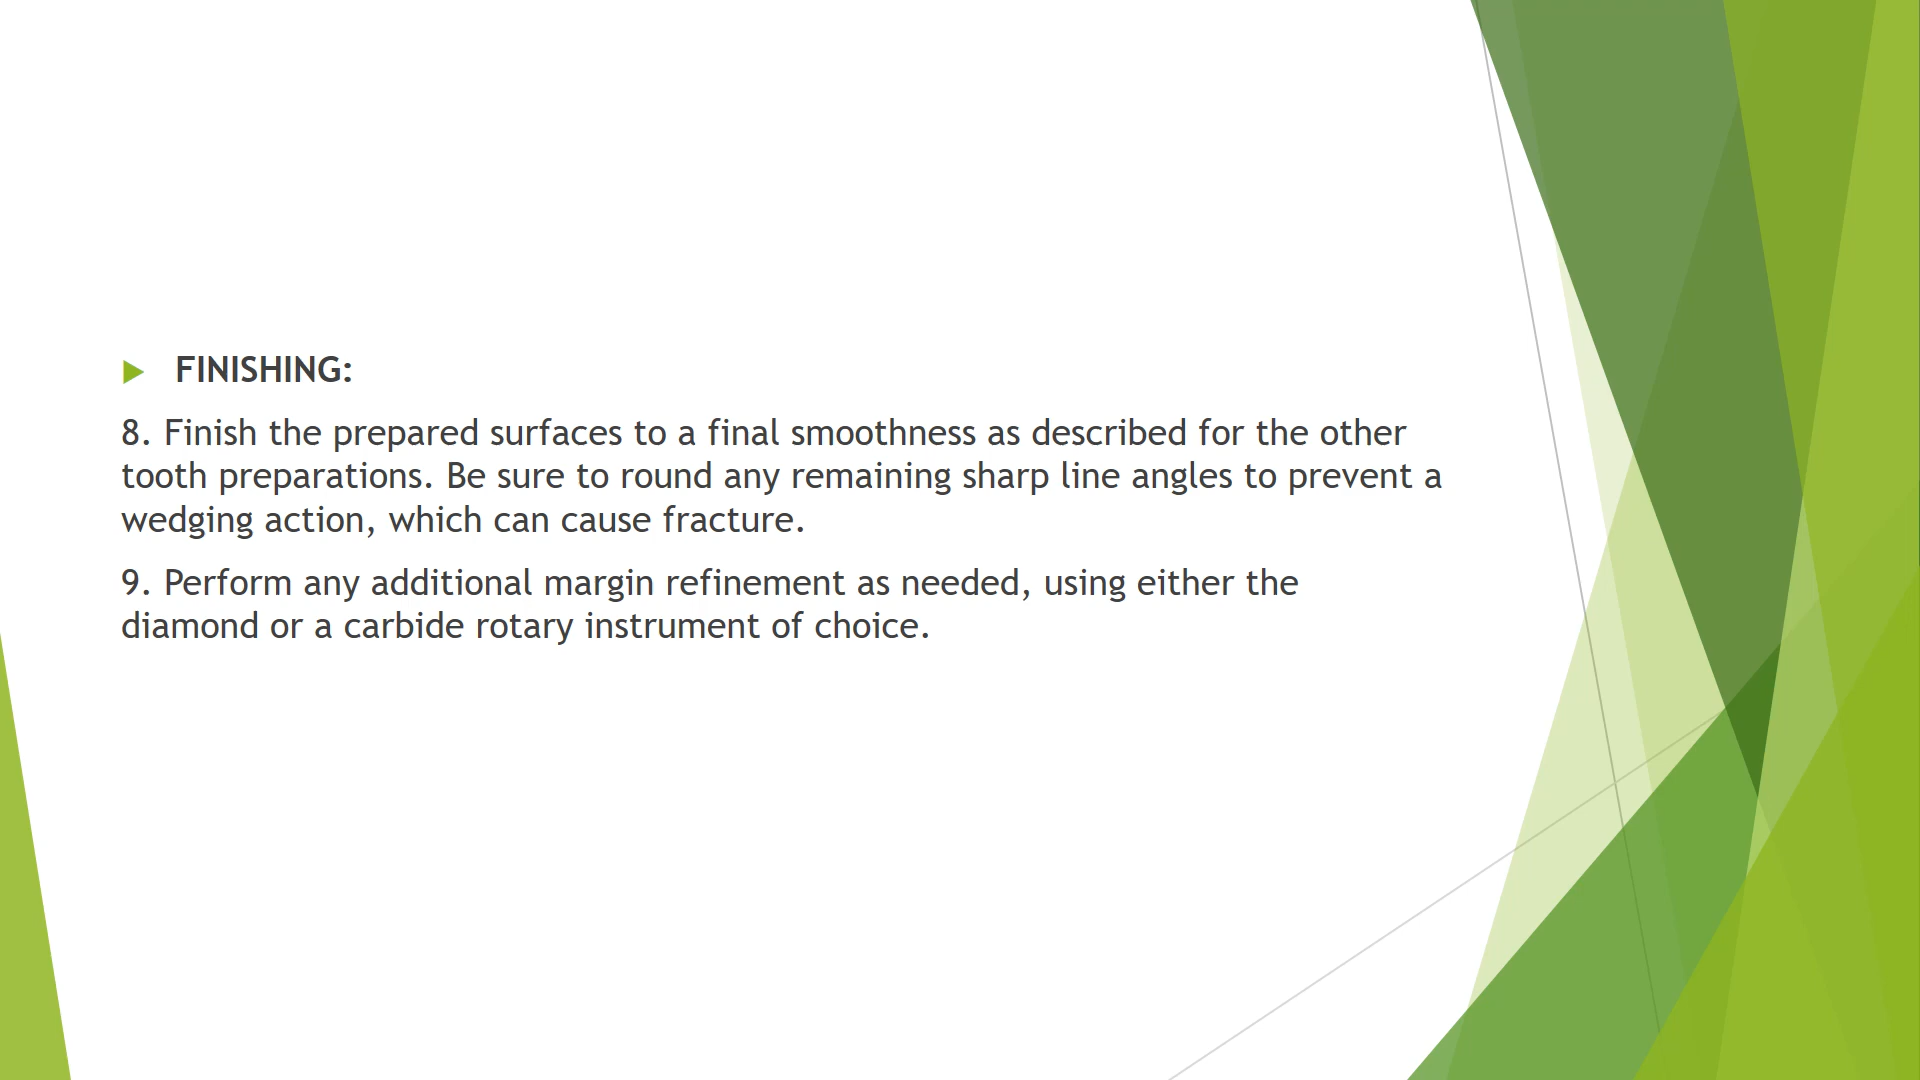 FINISHING:
8. Finish the prepared surfaces to a final smoothness as described for the other
tooth preparations. Be sure to round any remaining sharp line angles to prevent a
wedging action, which can cause fracture.
9. Perform any additional margin refinement as needed, using either the
diamond or a carbide rotary instrument of choice.